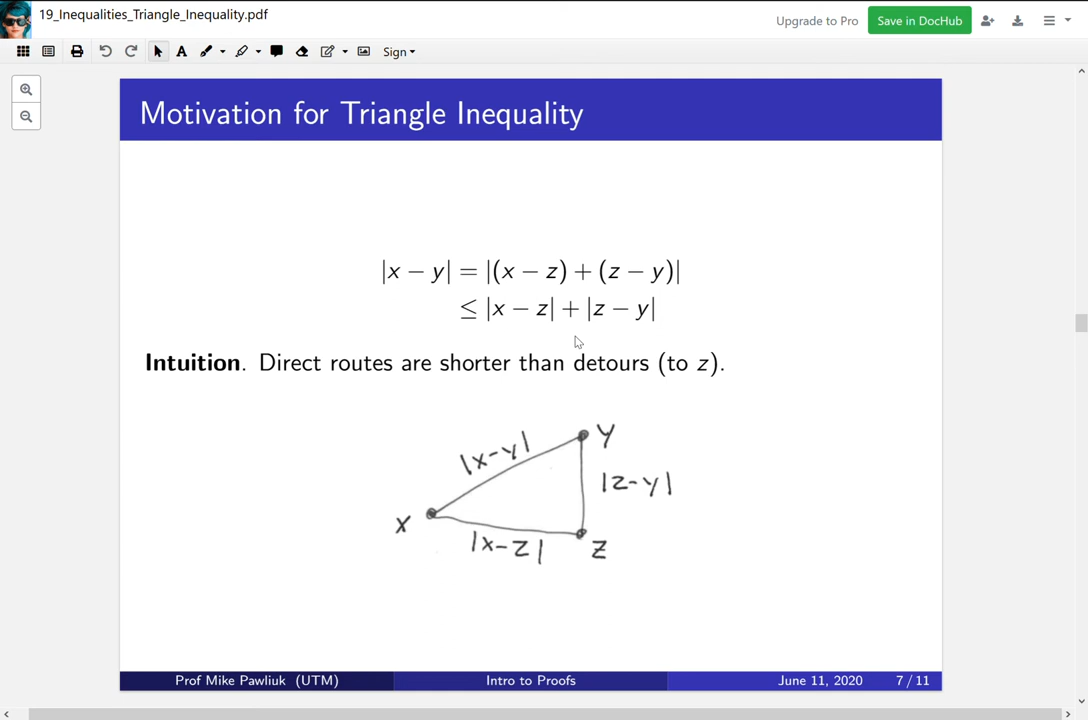 19_Inequalities_Triangle_Inequality.pdf
Upgrade to Pro
Save in DocHub
A
Sign
Motivation for Triangle Inequality
|x − y| = |(x − z) + (z − y)|
≤ |x − z| + |z − y|
Intuition. Direct routes are shorter than detours (to z).
|x-y|
y
|z-y|
x
|x-z|
z
Prof Mike Pawliuk (UTM)
Intro to Proofs
June 11, 2020
7 / 11